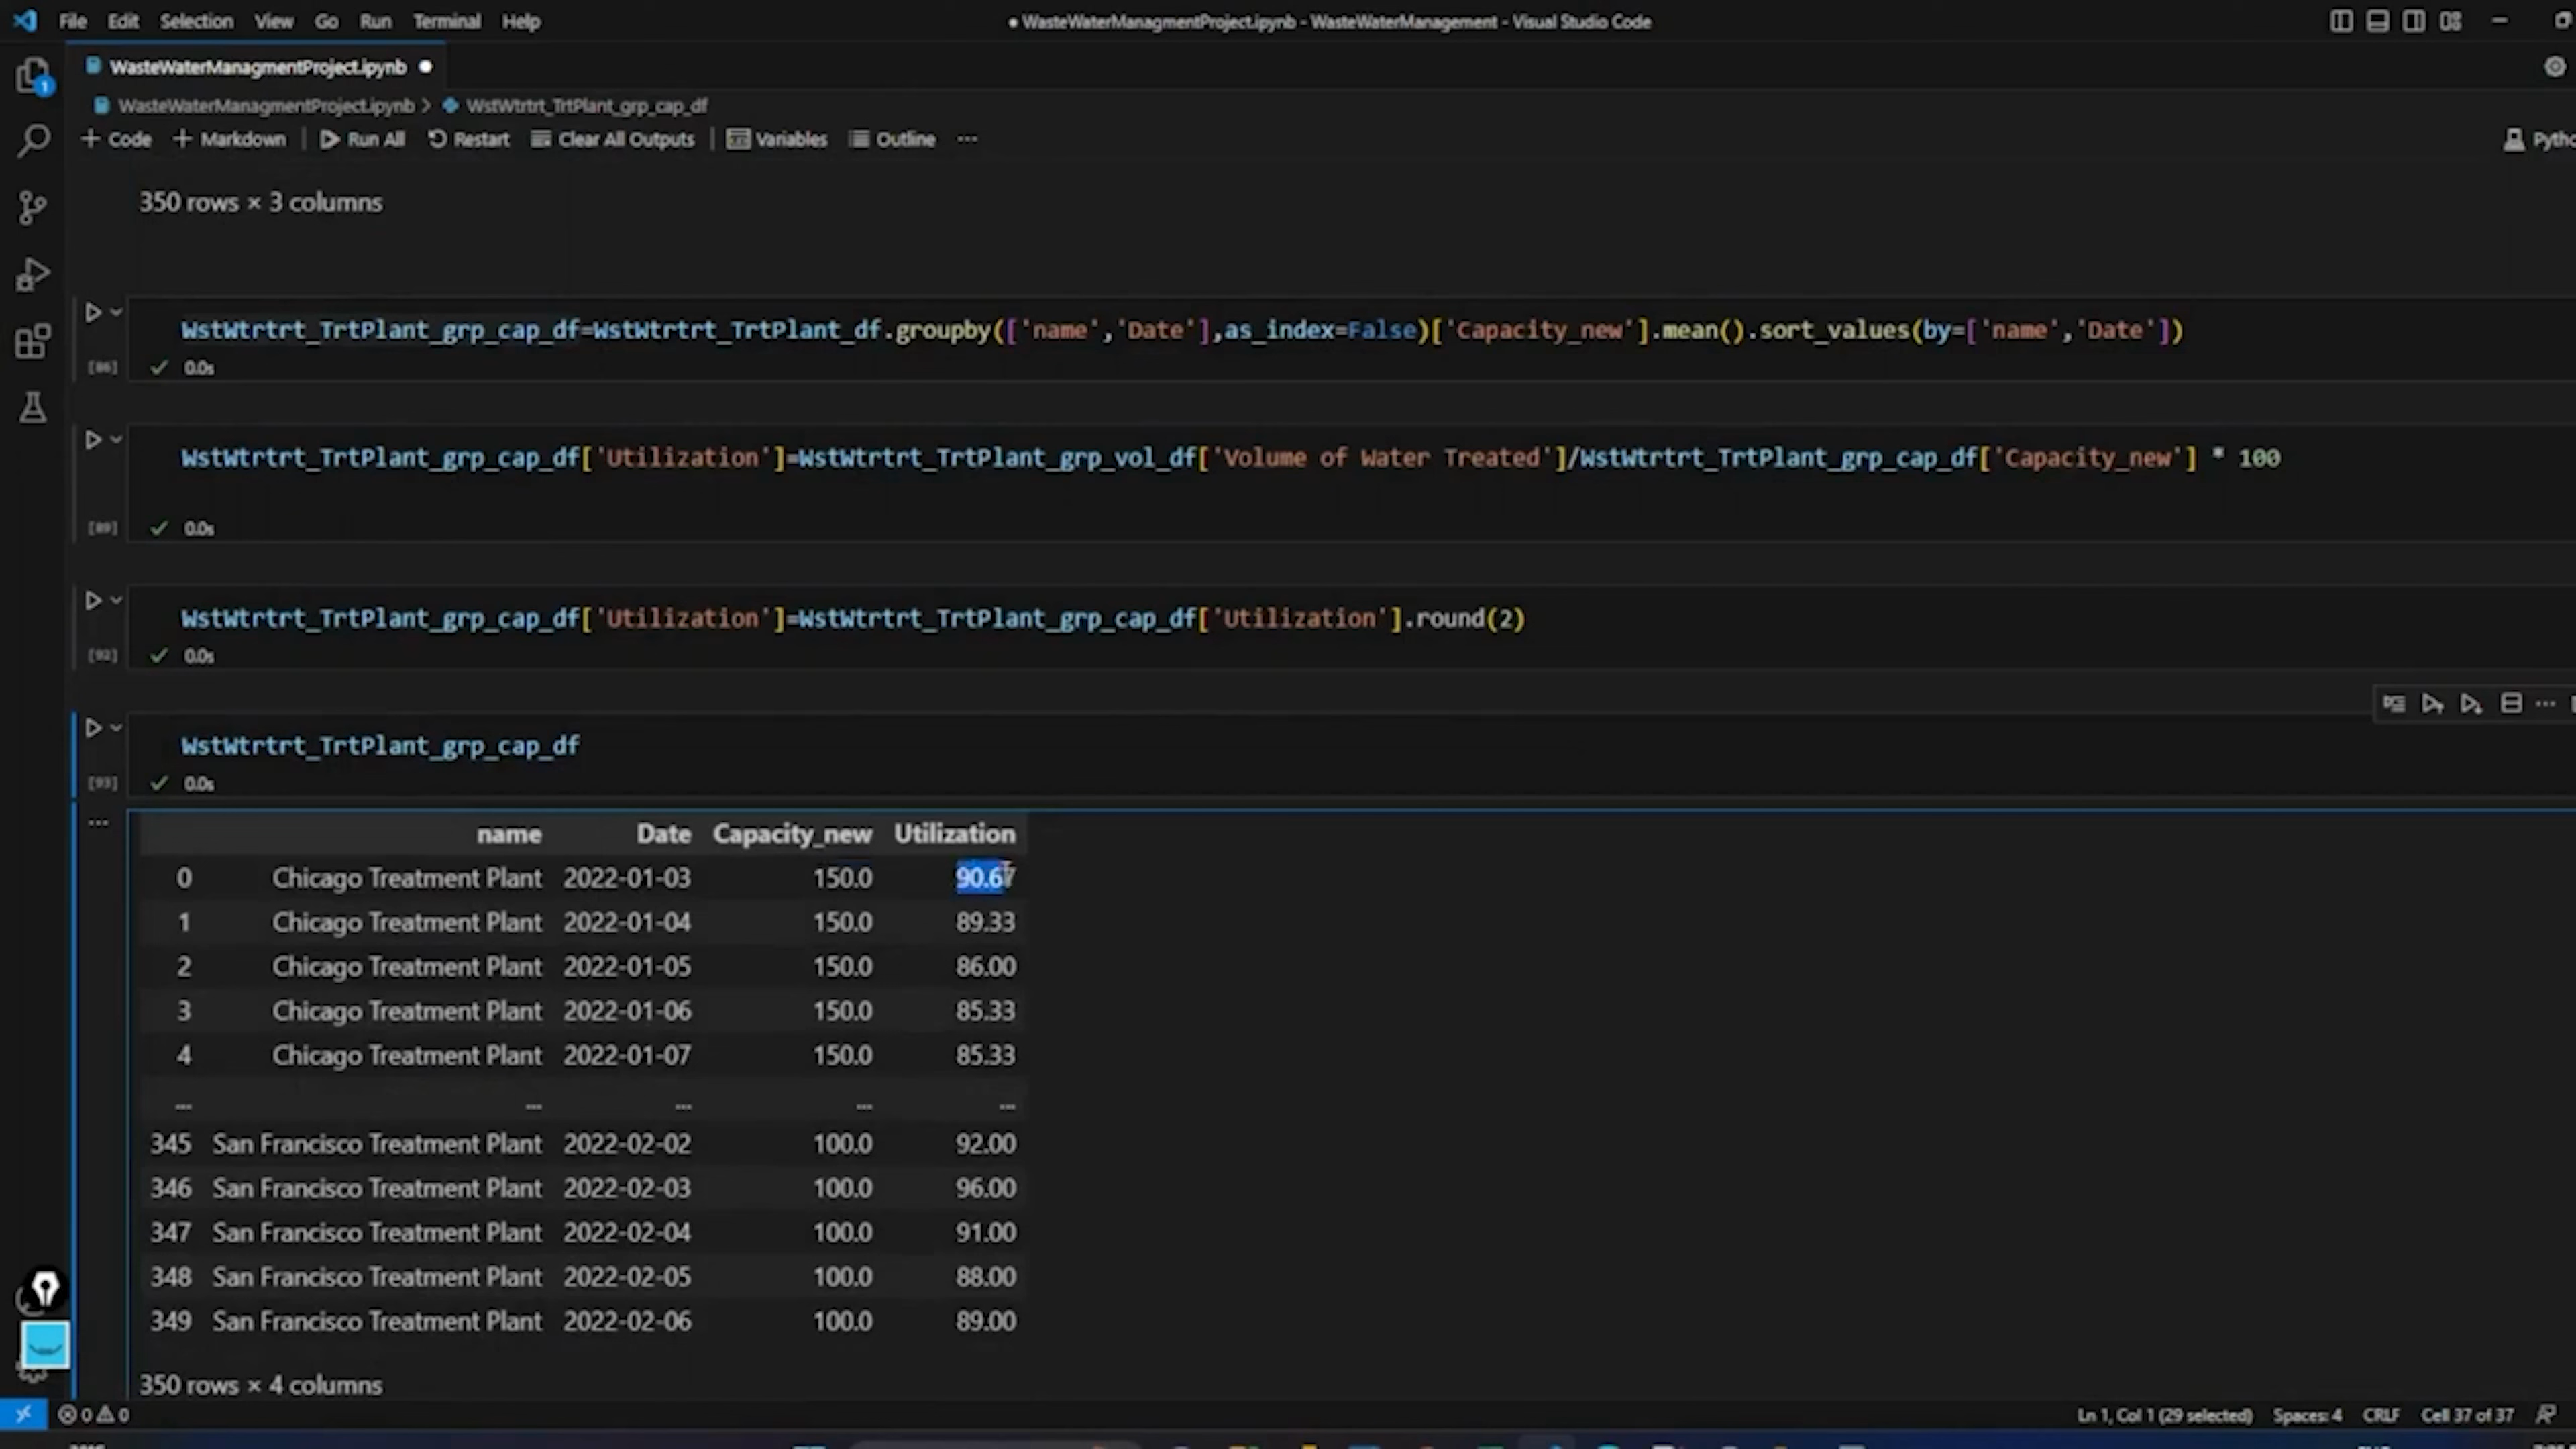 File Edit Selection View Go Run Terminal Help
● WasteWaterManagmentProject.ipynb - WasteWaterManagement - Visual Studio Code
WasteWaterManagmentProject.ipynb ●
WasteWaterManagmentProject.ipynb > WstWtrtrt_TrtPlant_grp_cap_df
+ Code + Markdown | Run All Restart Clear All Outputs | Variables Outline ...
350 rows × 3 columns
WstWtrtrt_TrtPlant_grp_cap_df=WstWtrtrt_TrtPlant_df.groupby(['name','Date'],as_index=False)['Capacity_new'].mean().sort_values(by=['name','Date'])
[86] ✓ 0.0s
WstWtrtrt_TrtPlant_grp_cap_df['Utilization']=WstWtrtrt_TrtPlant_grp_vol_df['Volume of Water Treated']/WstWtrtrt_TrtPlant_grp_cap_df['Capacity_new'] * 100
[89] ✓ 0.0s
WstWtrtrt_TrtPlant_grp_cap_df['Utilization']=WstWtrtrt_TrtPlant_grp_cap_df['Utilization'].round(2)
[92] ✓ 0.0s
WstWtrtrt_TrtPlant_grp_cap_df
[93] ✓ 0.0s
name Date Capacity_new Utilization
0 Chicago Treatment Plant 2022-01-03 150.0 90.67
1 Chicago Treatment Plant 2022-01-04 150.0 89.33
2 Chicago Treatment Plant 2022-01-05 150.0 86.00
3 Chicago Treatment Plant 2022-01-06 150.0 85.33
4 Chicago Treatment Plant 2022-01-07 150.0 85.33
... ... ... ... ...
345 San Francisco Treatment Plant 2022-02-02 100.0 92.00
346 San Francisco Treatment Plant 2022-02-03 100.0 96.00
347 San Francisco Treatment Plant 2022-02-04 100.0 91.00
348 San Francisco Treatment Plant 2022-02-05 100.0 88.00
349 San Francisco Treatment Plant 2022-02-06 100.0 89.00
350 rows × 4 columns
0 0
Ln 1, Col 1 (29 selected) Spaces: 4 CRLF Cell 37 of 37